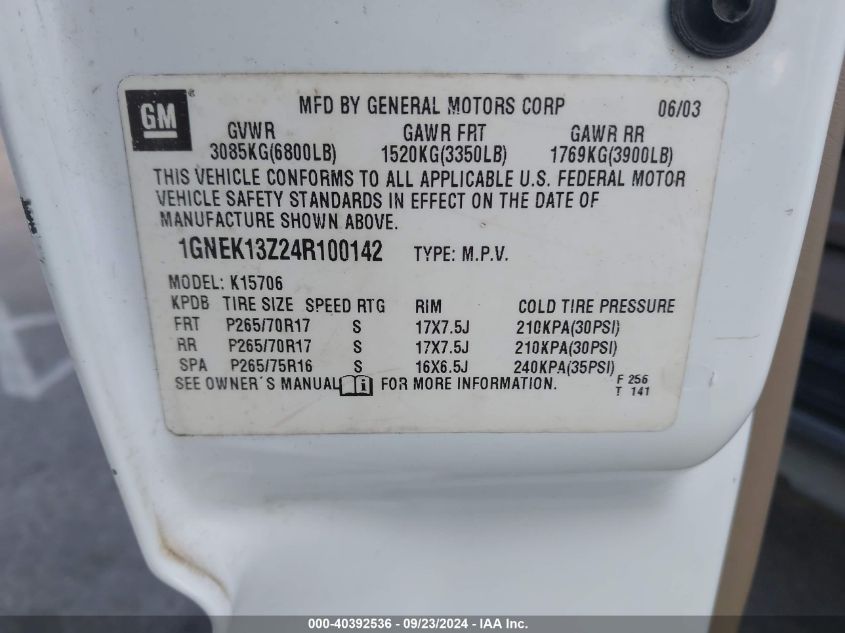 GM ® MFD BY GENERAL MOTORS CORP 06/03
GVWR GAWR FRT GAWR RR
3085KG(6800LB) 1520KG(3350LB) 1769KG(3900LB)
THIS VEHICLE CONFORMS TO ALL APPLICABLE U.S. FEDERAL MOTOR
VEHICLE SAFETY STANDARDS IN EFFECT ON THE DATE OF
MANUFACTURE SHOWN ABOVE.
1GNEK13Z24R100142 TYPE: M.P.V.
MODEL: K15706
KPDB TIRE SIZE SPEED RTG RIM COLD TIRE PRESSURE
FRT P265/70R17 S 17X7.5J 210KPA(30PSI)
RR P265/70R17 S 17X7.5J 210KPA(30PSI)
SPA P265/75R16 S 16X6.5J 240KPA(35PSI)
SEE OWNER'S MANUAL FOR MORE INFORMATION. F 256
T 141
000-40392536 - 09/23/2024 - IAA Inc.